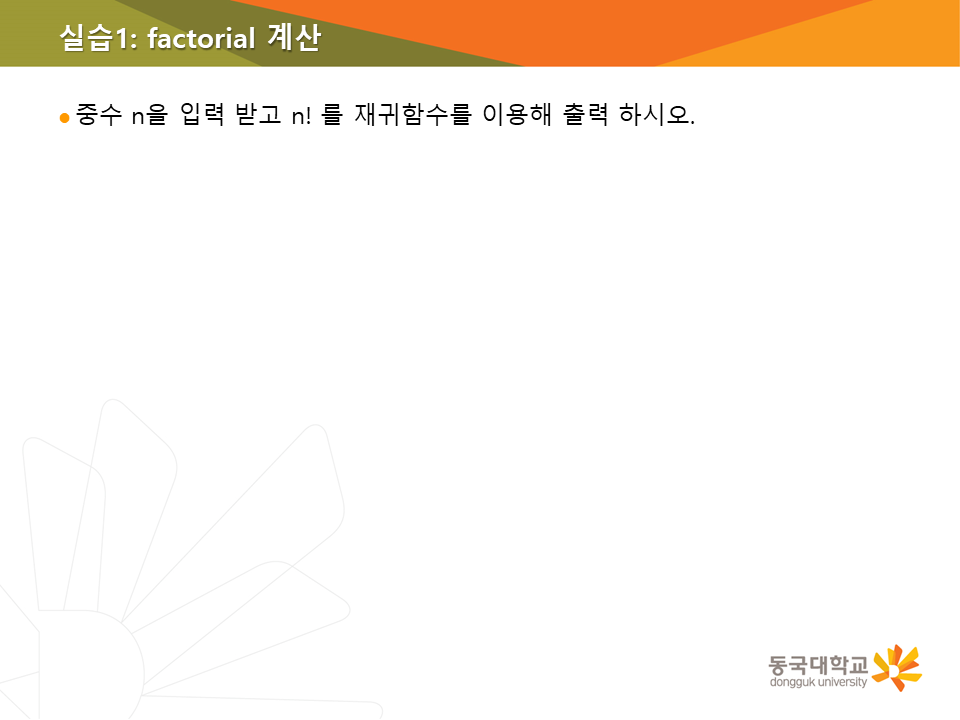 실습1: factorial 계산
중수 n을 입력 받고 n! 를 재귀함수를 이용해 출력 하시오.
동국대학교
dongguk university